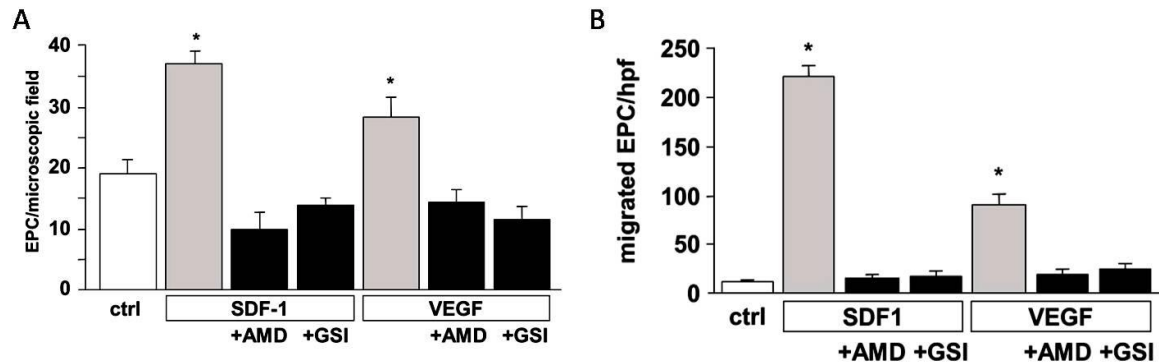 A
EPC/microscopic field
40
30
20
10
0
*
*
ctrl
SDF-1
VEGF
+AMD +GSI
+AMD +GSI
B
migrated EPC/hpf
250
200
150
100
50
0
*
*
ctrl
SDF1
VEGF
+AMD +GSI
+AMD +GSI